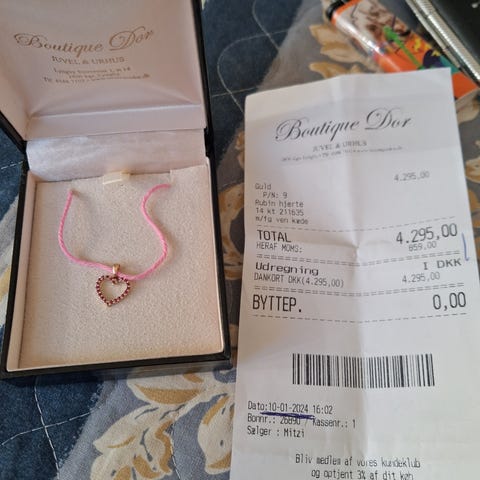 Boutique Dor
JUVEL & URHUS
Boutique Dor
JUVEL & URHUS
Guld 4.295,00
P/N: 9
Rubin hjerte
14 kt 211635
m/fg ven kæde
TOTAL 4.295,00
HERAF MOMS: 859,00
Udregning I DKK
DANKORT DKK(4.295,00) 4.295,00
BYTTEP. 0,00
Dato:10-01-2024 16:02
Bonnr.: 26890 / Kassenr.: 1
Sælger : Mitzi
Bliv medlem af vores kundeklub
og optjent 3% af dit køb